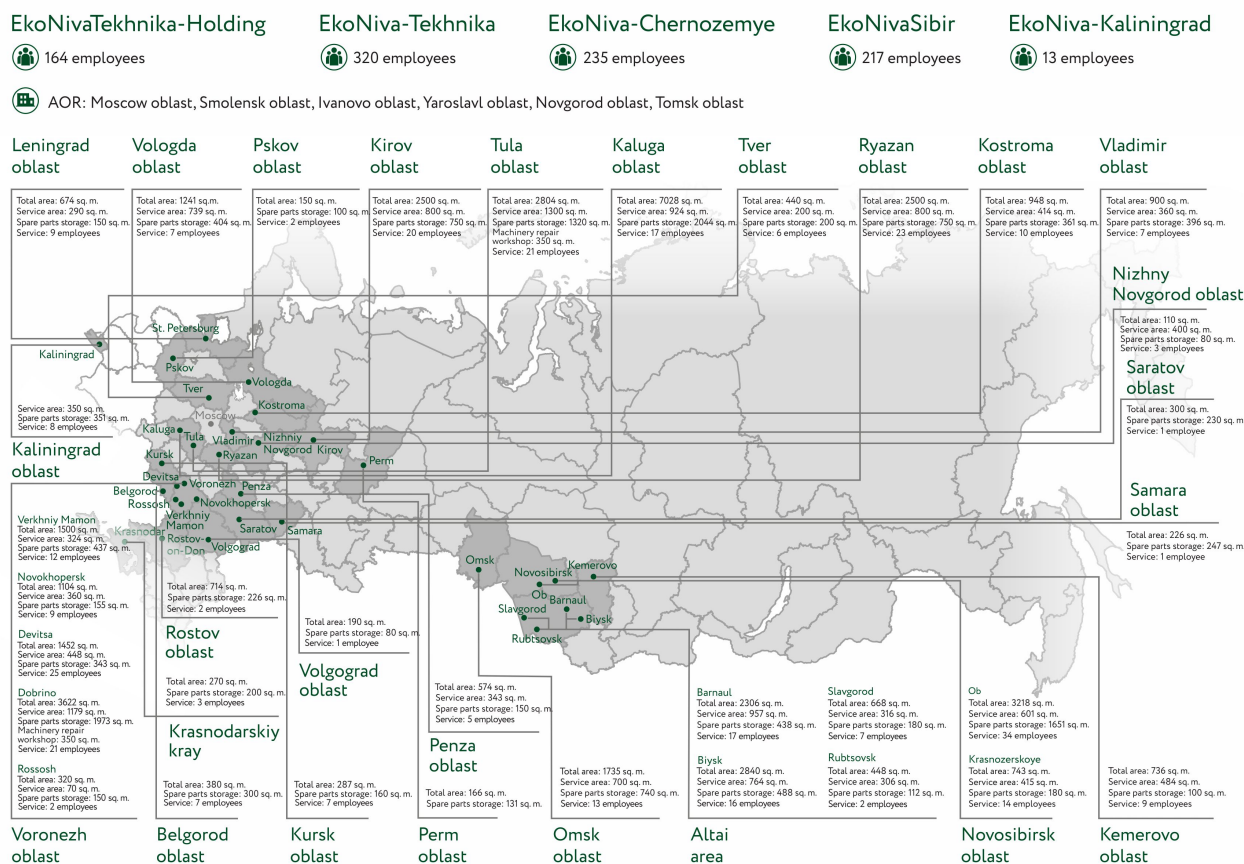 EkoNivaTekhnika-Holding
164 employees
EkoNiva-Tekhnika
320 employees
EkoNiva-Chernozemye
235 employees
EkoNivaSibir
217 employees
EkoNiva-Kaliningrad
13 employees
AOR: Moscow oblast, Smolensk oblast, Ivanovo oblast, Yaroslavl oblast, Novgorod oblast, Tomsk oblast
Leningrad
oblast
Total area: 674 sq. m.
Service area: 290 sq. m.
Spare parts storage: 150 sq. m.
Service: 9 employees
Vologda
oblast
Total area: 1241 sq. m.
Service area: 739 sq. m.
Spare parts storage: 404 sq. m.
Service: 7 employees
Pskov
oblast
Total area: 150 sq. m.
Spare parts storage: 100 sq. m.
Service: 2 employees
Kirov
oblast
Total area: 2500 sq. m.
Service area: 800 sq. m.
Spare parts storage: 750 sq. m.
Service: 20 employees
Tula
oblast
Total area: 2804 sq. m.
Service area: 1300 sq. m.
Spare parts storage: 1320 sq. m.
Machinery repair
workshop: 350 sq. m.
Service: 21 employees
Kaluga
oblast
Total area: 7028 sq. m.
Service area: 924 sq. m.
Spare parts storage: 2044 sq. m.
Service: 17 employees
Tver
oblast
Total area: 440 sq. m.
Service area: 200 sq. m.
Spare parts storage: 200 sq. m.
Service: 6 employees
Ryazan
oblast
Total area: 2500 sq. m.
Service area: 800 sq. m.
Spare parts storage: 750 sq. m.
Service: 23 employees
Kostroma
oblast
Total area: 948 sq. m.
Service area: 414 sq. m.
Spare parts storage: 361 sq. m.
Service: 10 employees
Vladimir
oblast
Total area: 900 sq. m.
Service area: 360 sq. m.
Spare parts storage: 396 sq. m.
Service: 7 employees
Nizhny
Novgorod oblast
Total area: 110 sq. m.
Service area: 400 sq. m.
Spare parts storage: 80 sq. m.
Service: 3 employees
Saratov
oblast
Total area: 300 sq. m.
Spare parts storage: 230 sq. m.
Service: 1 employee
Samara
oblast
Total area: 226 sq. m.
Spare parts storage: 247 sq. m.
Service: 1 employee
St. Petersburg
Kaliningrad
Pskov
Tver
Vologda
Kostroma
Moscow
Kaluga
Tula
Vladimir
Nizhniy
Novgorod
Kirov
Kursk
Ryazan
Perm
Devitsa
Voronezh
Penza
Belgorod
Rossosh
Novokhopersk
Verkhniy
Mamon
Saratov
Samara
Krasnodar
Rostov-
on-Don
Volgograd
Omsk
Novosibirsk
Kemerovo
Ob
Barnaul
Slavgorod
Biysk
Rubtsovsk
Service area: 350 sq. m.
Spare parts storage: 351 sq. m.
Service: 8 employees
Kaliningrad
oblast
Verkhniy Mamon
Total area: 1500 sq. m.
Service area: 324 sq. m.
Spare parts storage: 437 sq. m.
Service: 12 employees
Novokhopersk
Total area: 1104 sq. m.
Service area: 360 sq. m.
Spare parts storage: 155 sq. m.
Service: 9 employees
Devitsa
Total area: 1452 sq. m.
Service area: 448 sq. m.
Spare parts storage: 343 sq. m.
Service: 25 employees
Dobrino
Total area: 3622 sq. m.
Service area: 1179 sq. m.
Spare parts storage: 1973 sq. m.
Machinery repair
workshop: 350 sq. m.
Service: 21 employees
Rossosh
Total area: 320 sq. m.
Service area: 70 sq. m.
Spare parts storage: 150 sq. m.
Service: 2 employees
Voronezh
oblast
Total area: 714 sq. m.
Spare parts storage: 226 sq. m.
Service: 2 employees
Rostov
oblast
Total area: 270 sq. m.
Spare parts storage: 200 sq. m.
Service: 3 employees
Krasnodarskiy
kray
Total area: 380 sq. m.
Spare parts storage: 300 sq. m.
Service: 7 employees
Belgorod
oblast
Total area: 190 sq. m.
Spare parts storage: 80 sq. m.
Service: 1 employee
Volgograd
oblast
Total area: 287 sq. m.
Spare parts storage: 160 sq. m.
Service: 7 employees
Kursk
oblast
Total area: 574 sq. m.
Service area: 343 sq. m.
Spare parts storage: 150 sq. m.
Service: 5 employees
Penza
oblast
Total area: 166 sq. m.
Spare parts storage: 131 sq. m.
Perm
oblast
Total area: 1735 sq. m.
Service area: 700 sq. m.
Spare parts storage: 740 sq. m.
Service: 13 employees
Omsk
oblast
Barnaul
Total area: 2306 sq. m.
Service area: 957 sq. m.
Spare parts storage: 438 sq. m.
Service: 17 employees
Biysk
Total area: 2840 sq. m.
Service area: 764 sq. m.
Spare parts storage: 488 sq. m.
Service: 16 employees
Slavgorod
Total area: 668 sq. m.
Service area: 316 sq. m.
Spare parts storage: 180 sq. m.
Service: 7 employees
Rubtsovsk
Total area: 448 sq. m.
Service area: 306 sq. m.
Spare parts storage: 112 sq. m.
Service: 2 employees
Altai
area
Ob
Total area: 3218 sq. m.
Service area: 601 sq. m.
Spare parts storage: 1651 sq. m.
Service: 34 employees
Krasnozerskoye
Total area: 743 sq. m.
Service area: 415 sq. m.
Spare parts storage: 180 sq. m.
Service: 14 employees
Novosibirsk
oblast
Total area: 736 sq. m.
Service area: 484 sq. m.
Spare parts storage: 100 sq. m.
Service: 9 employees
Kemerovo
oblast